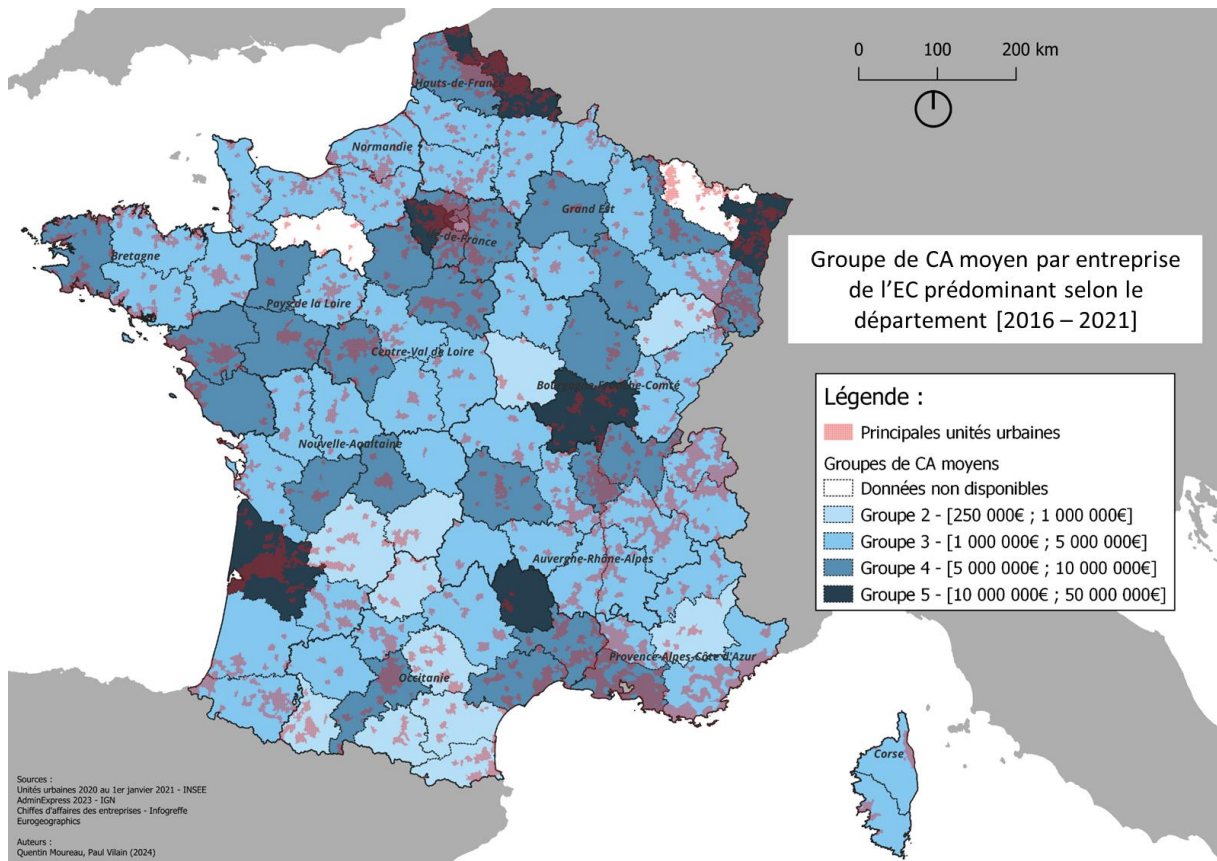 0 100 200 km
Hauts-de-France
Normandie
Grand Est
-de-France
Bretagne
Pays de la Loire
Centre-Val de Loire
Bourgogne-Franche-Comté
Nouvelle-Aquitaine
Auvergne-Rhône-Alpes
Provence-Alpes-Côte d'Azur
Occitanie
Corse
Groupe de CA moyen par entreprise
de l'EC prédominant selon le
département [2016 – 2021]
Légende :
Principales unités urbaines
Groupes de CA moyens
Données non disponibles
Groupe 2 - [250 000€ ; 1 000 000€]
Groupe 3 - [1 000 000€ ; 5 000 000€]
Groupe 4 - [5 000 000€ ; 10 000 000€]
Groupe 5 - [10 000 000€ ; 50 000 000€]
Sources :
Unités urbaines 2020 au 1er janvier 2021 - INSEE
AdminExpress 2023 - IGN
Chiffes d'affaires des entreprises - Infogreffe
Eurogeographics
Auteurs :
Quentin Moureau, Paul Vilain (2024)